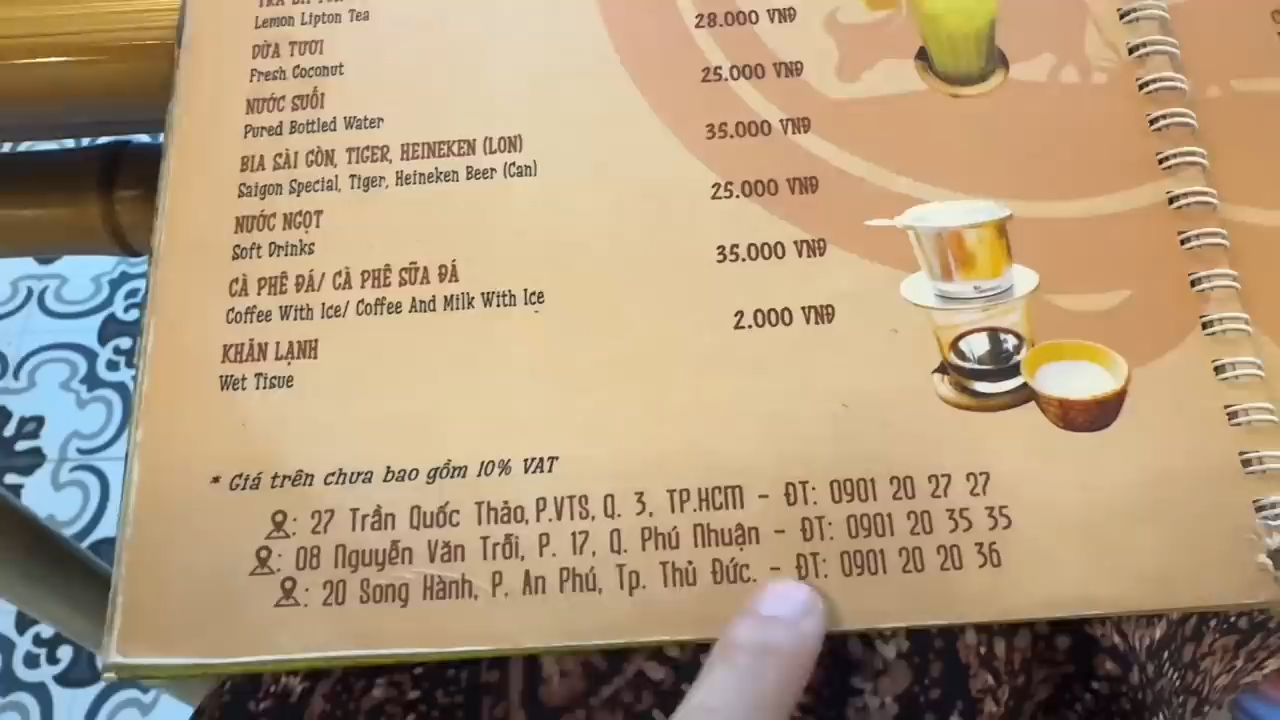 Lemon Lipton Tea
28.000 VNĐ
DỪA TƯƠI
Fresh Coconut
25.000 VNĐ
NƯỚC SUỐI
Pured Bottled Water
35.000 VNĐ
BIA SÀI GÒN, TIGER, HEINEKEN (LON)
Saigon Special, Tiger, Heineken Beer (Can)
25.000 VNĐ
NƯỚC NGỌT
Soft Drinks
35.000 VNĐ
CÀ PHÊ ĐÁ/ CÀ PHÊ SỮA ĐÁ
Coffee With Ice/ Coffee And Milk With Ice
2.000 VNĐ
KHĂN LẠNH
Wet Tisue
* Giá trên chưa bao gồm 10% VAT
: 27 Trần Quốc Thảo, P.VTS, Q. 3, TP.HCM - ĐT: 0901 20 27 27
: 08 Nguyễn Văn Trỗi, P. 17, Q. Phú Nhuận - ĐT: 0901 20 35 35
: 20 Song Hành, P. An Phú, Tp. Thủ Đức. - ĐT: 0901 20 20 36